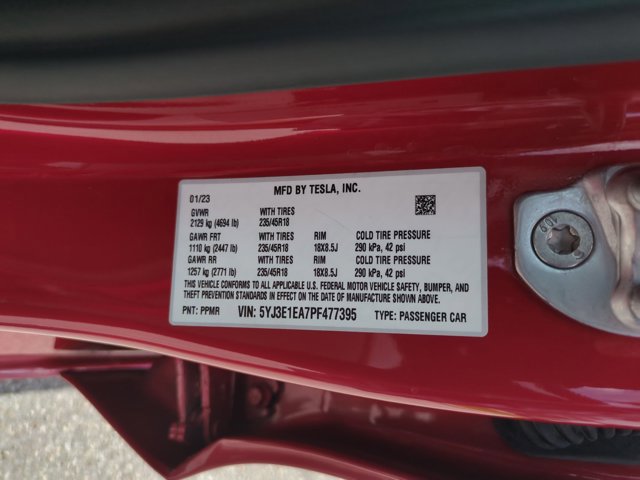 MFD BY TESLA, INC.
01/23
GVWR WITH TIRES
2129 kg (4694 lb) 235/45R18
GAWR FRT WITH TIRES RIM COLD TIRE PRESSURE
1110 kg (2447 lb) 235/45R18 18X8.5J 290 kPa, 42 psi
GAWR RR WITH TIRES RIM COLD TIRE PRESSURE
1257 kg (2771 lb) 235/45R18 18X8.5J 290 kPa, 42 psi
THIS VEHICLE CONFORMS TO ALL APPLICABLE U.S. FEDERAL MOTOR VEHICLE SAFETY, BUMPER, AND
THEFT PREVENTION STANDARDS IN EFFECT ON THE DATE OF MANUFACTURE SHOWN ABOVE.
PNT: PPMR VIN: 5YJ3E1EA7PF477395 TYPE: PASSENGER CAR